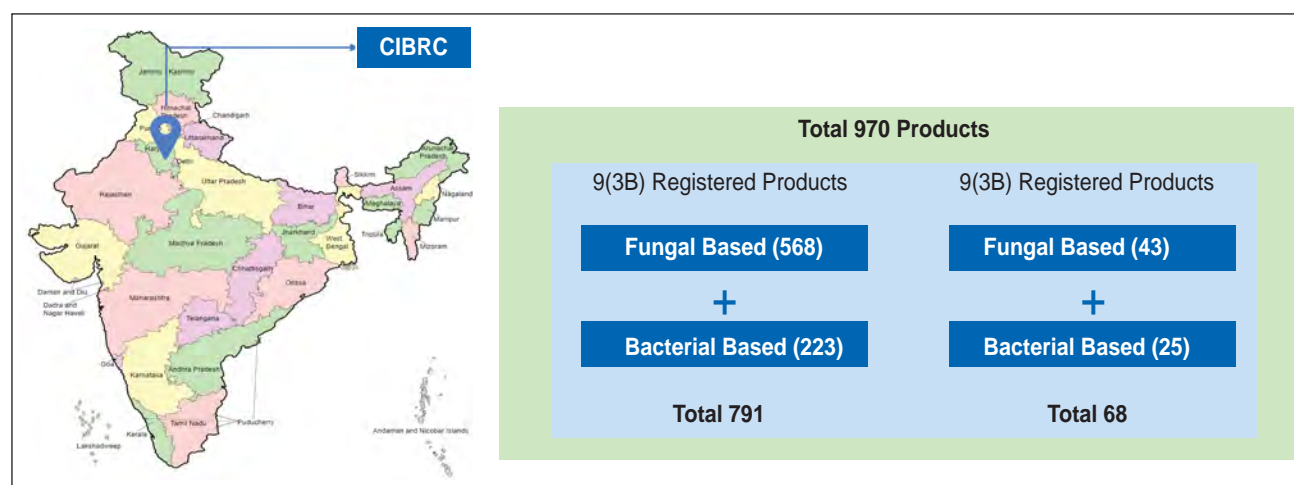 CIBRC
Jammu Kashmir
Himachal
Pradesh
Chandigarh
Uttaranand
Delhi
Rajasthan
Uttar Pradesh
Bihar
Sikkim
Arunachal
Pradesh
Assam
Nagaland
Meghalaya
Manipur
Tripura
Mizoram
Gujarat
Madhya Pradesh
Jharkhand
West
Bengal
Chhattisgarh
Orissa
Daman and Diu
Dadra and
Nagar Haveli
Maharashtra
Telangana
Goa
Karnataka
Andhra Pradesh
Kerala
Tamil Nadu
Puducherry
Lakshadweep
Andaman and Nicobar Islands
Total 970 Products
9(3B) Registered Products
Fungal Based (568)
+
Bacterial Based (223)
Total 791
9(3B) Registered Products
Fungal Based (43)
+
Bacterial Based (25)
Total 68